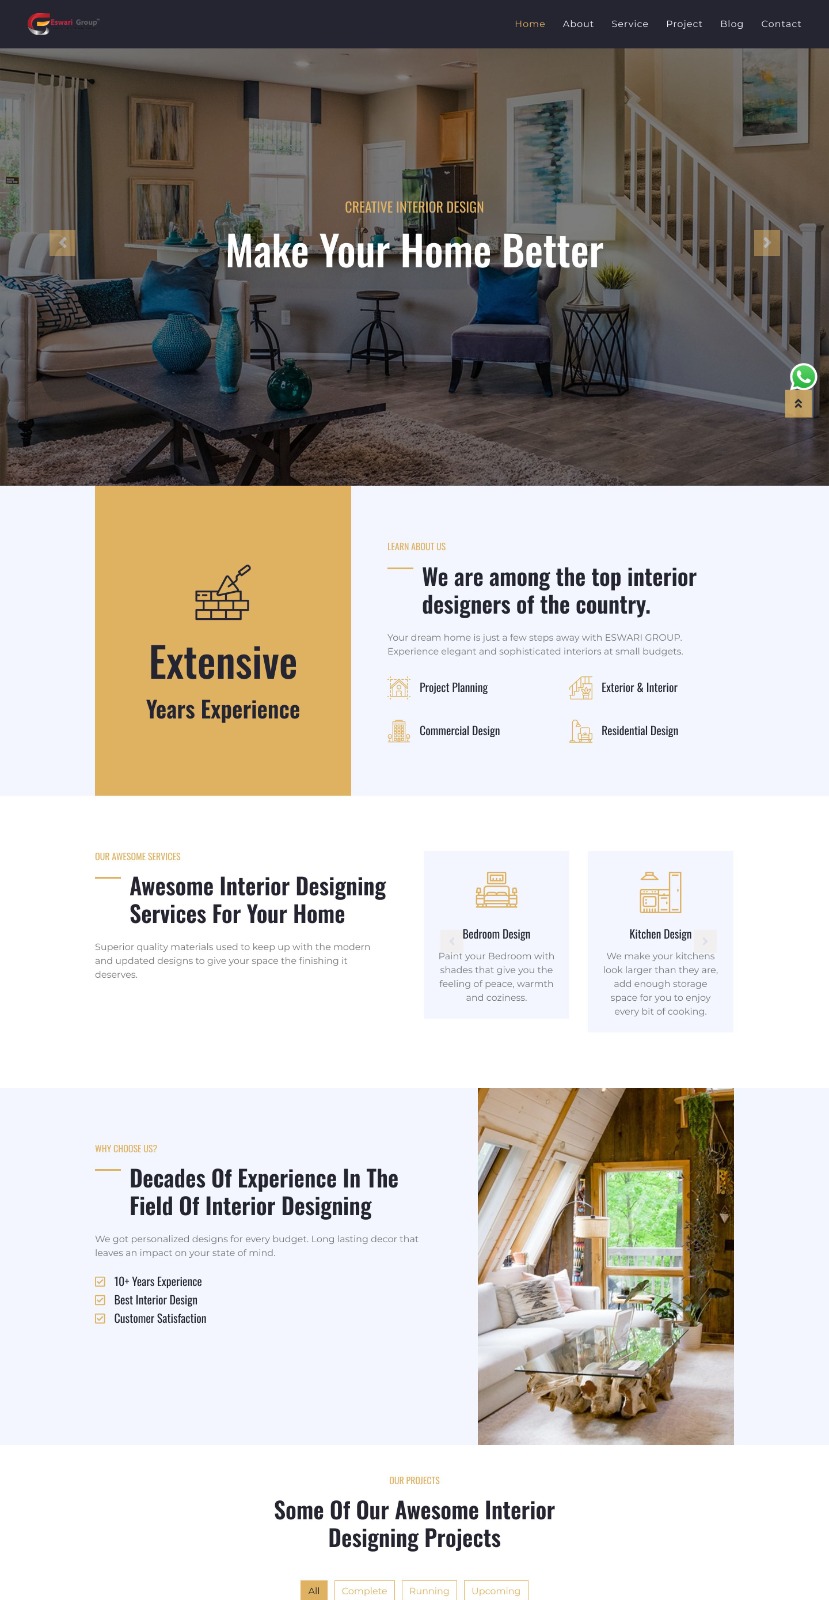 Eswari Group
Home About Service Project Blog Contact
CREATIVE INTERIOR DESIGN
Make Your Home Better
Extensive
Years Experience
LEARN ABOUT US
We are among the top interior
designers of the country.
Your dream home is just a few steps away with ESWARI GROUP.
Experience elegant and sophisticated interiors at small budgets.
Project Planning
Exterior & Interior
Commercial Design
Residential Design
OUR AWESOME SERVICES
Awesome Interior Designing
Services For Your Home
Superior quality materials used to keep up with the modern
and updated designs to give your space the finishing it
deserves.
Bedroom Design
Paint your Bedroom with
shades that give you the
feeling of peace, warmth
and coziness.
Kitchen Design
We make your kitchens
look larger than they are,
add enough storage
space for you to enjoy
every bit of cooking.
WHY CHOOSE US?
Decades Of Experience In The
Field Of Interior Designing
We got personalized designs for every budget. Long lasting decor that
leaves an impact on your state of mind.
10+ Years Experience
Best Interior Design
Customer Satisfaction
OUR PROJECTS
Some Of Our Awesome Interior
Designing Projects
All Complete Running Upcoming